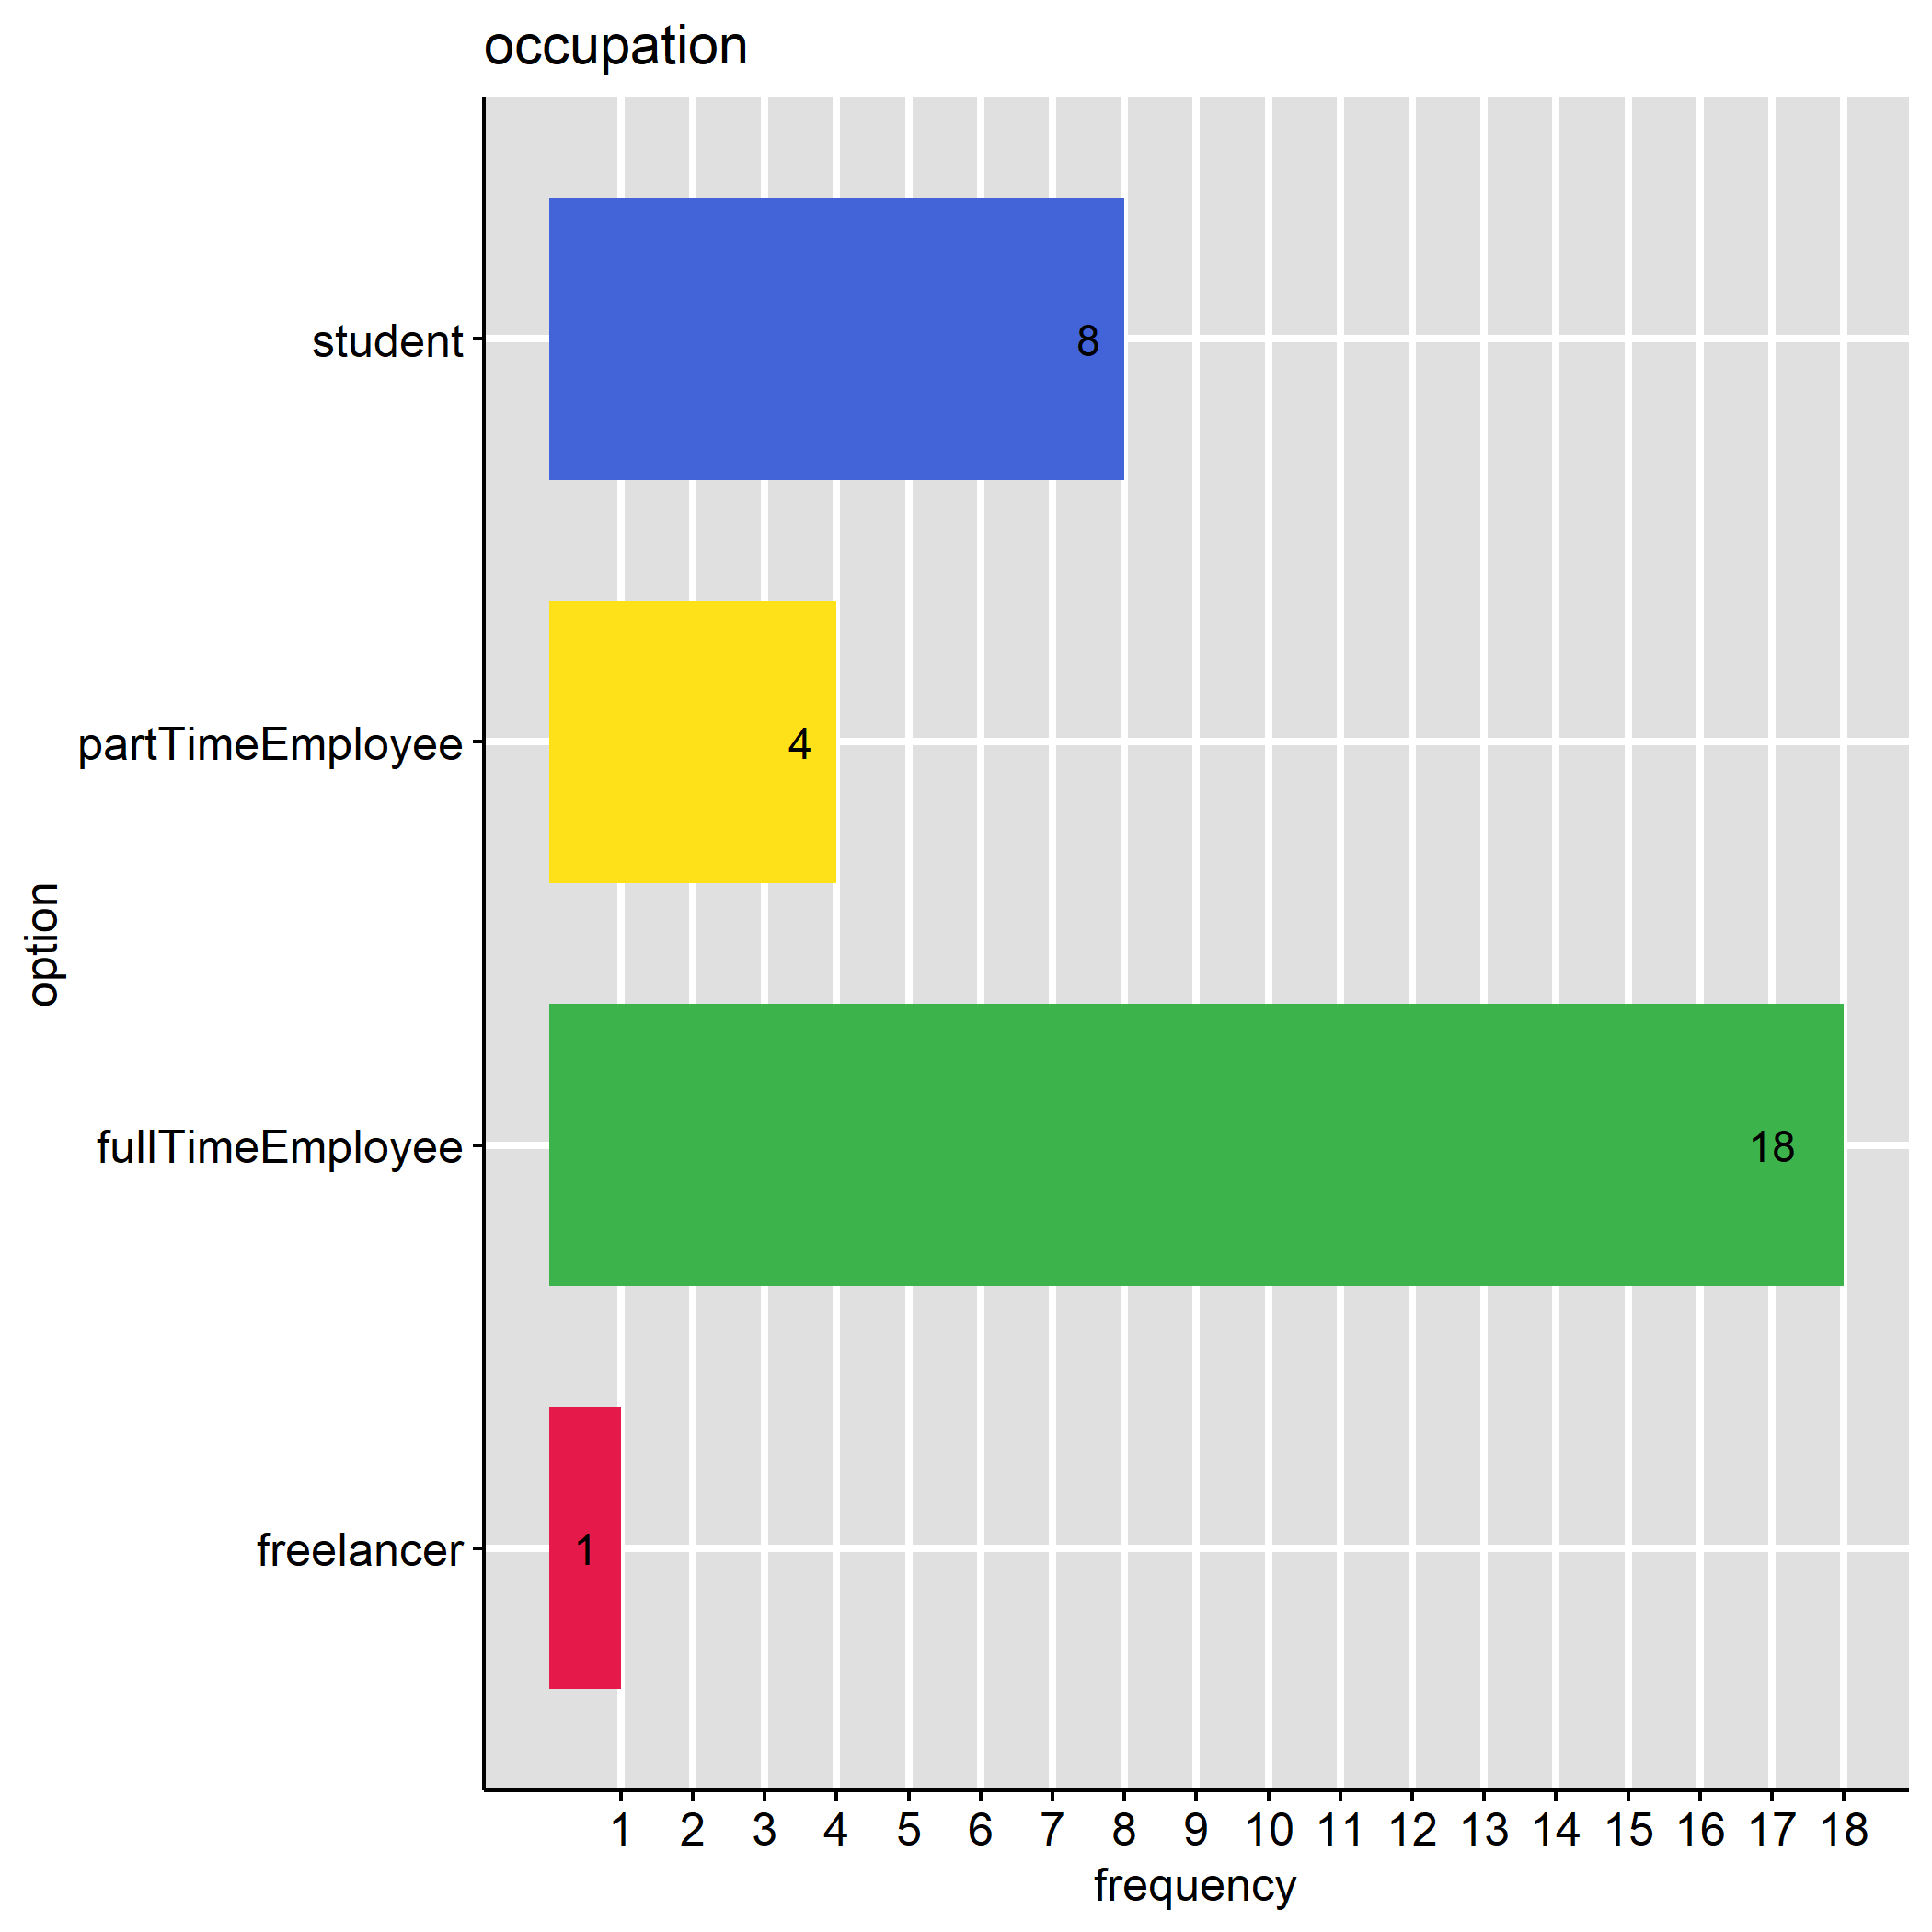 occupation
student
8
partTimeEmployee
4
option
fullTimeEmployee
18
freelancer
1
1 2 3 4 5 6 7 8 9 10 11 12 13 14 15 16 17 18
frequency